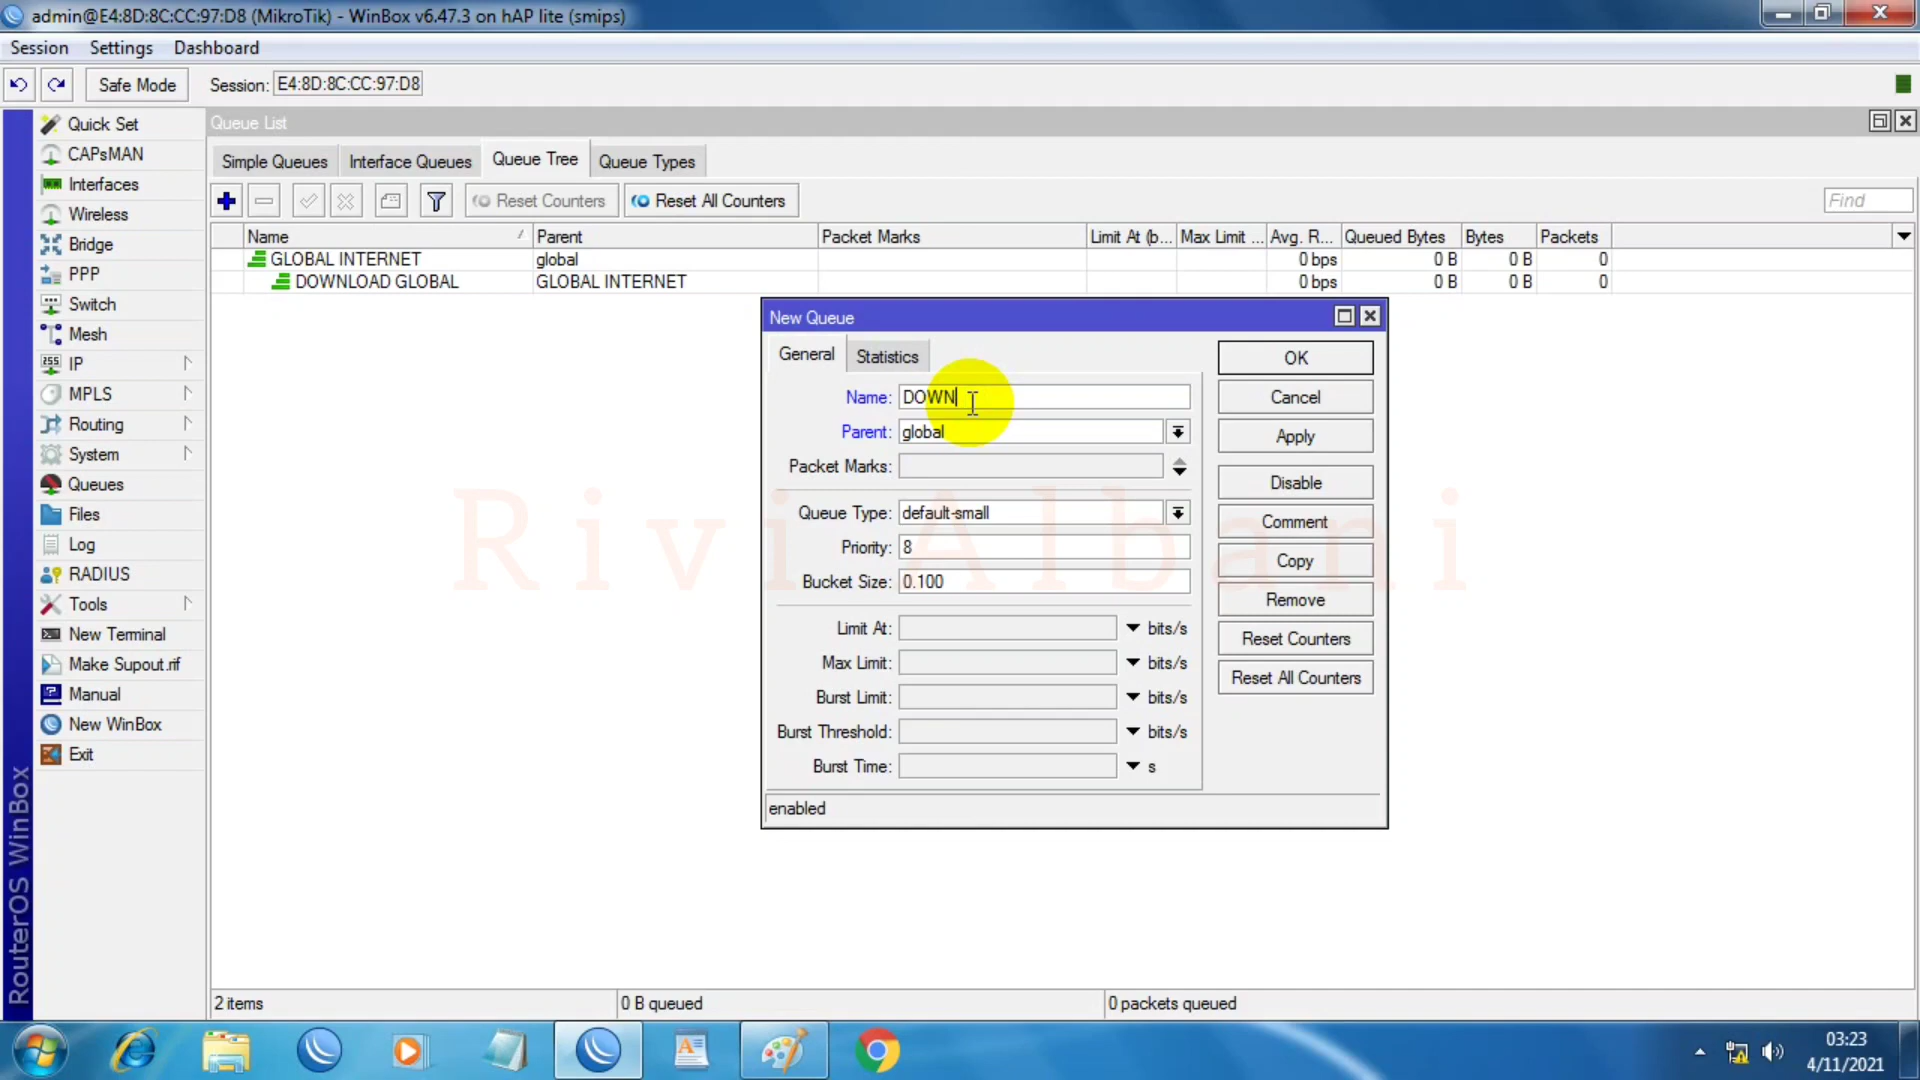 admin@E4:8D:8C:CC:97:D8 (MikroTik) - WinBox v6.47.3 on hAP lite (smips)
Session Settings Dashboard
Safe Mode Session: E4:8D:8C:CC:97:D8
Quick Set
CAPsMAN
Interfaces
Wireless
Bridge
PPP
Switch
Mesh
IP
MPLS
Routing
System
Queues
Files
Log
RADIUS
Tools
New Terminal
Make Supout.rif
Manual
New WinBox
Exit
RouterOS WinBox
Queue List
Simple Queues Interface Queues Queue Tree Queue Types
Reset Counters Reset All Counters Find
Name Parent Packet Marks Limit At (b... Max Limit ... Avg. R... Queued Bytes Bytes Packets
GLOBAL INTERNET global 0 bps 0 B 0 B 0
DOWNLOAD GLOBAL GLOBAL INTERNET 0 bps 0 B 0 B 0
New Queue
General Statistics
Name: DOWN
Parent: global
Packet Marks:
Queue Type: default-small
Priority: 8
Bucket Size: 0.100
Limit At: bits/s
Max Limit: bits/s
Burst Limit: bits/s
Burst Threshold: bits/s
Burst Time: s
enabled
OK
Cancel
Apply
Disable
Comment
Copy
Remove
Reset Counters
Reset All Counters
Rivi Albani
2 items 0 B queued 0 packets queued
03:23
4/11/2021